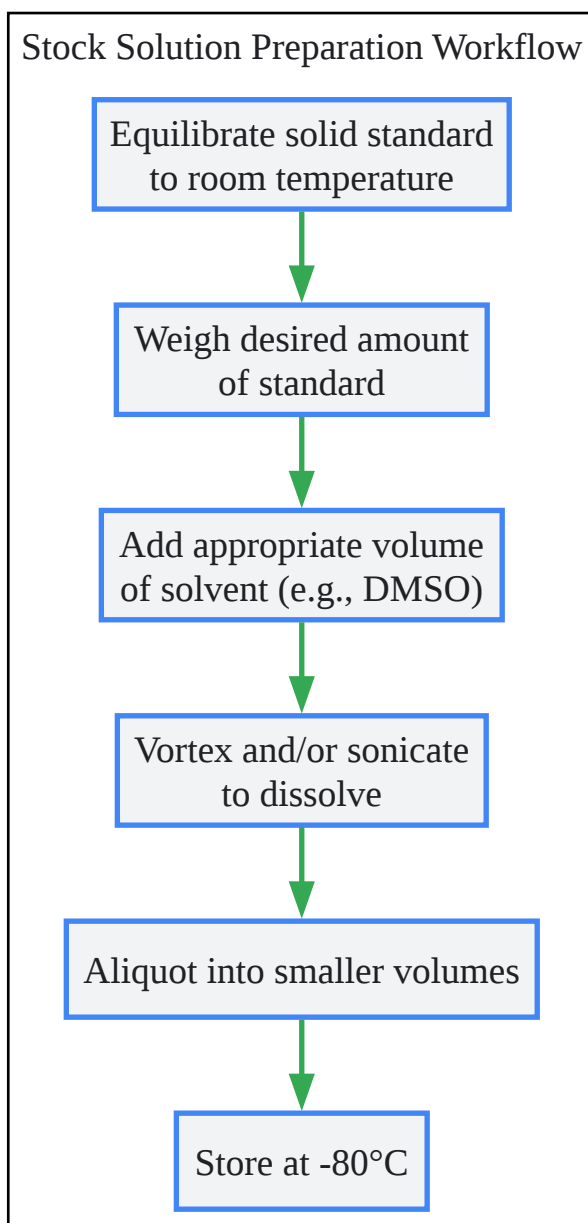 Stock Solution Preparation Workflow
Equilibrate solid standard
to room temperature
Weigh desired amount
of standard
Add appropriate volume
of solvent (e.g., DMSO)
Vortex and/or sonicate
to dissolve
Aliquot into smaller volumes
Store at -80°C